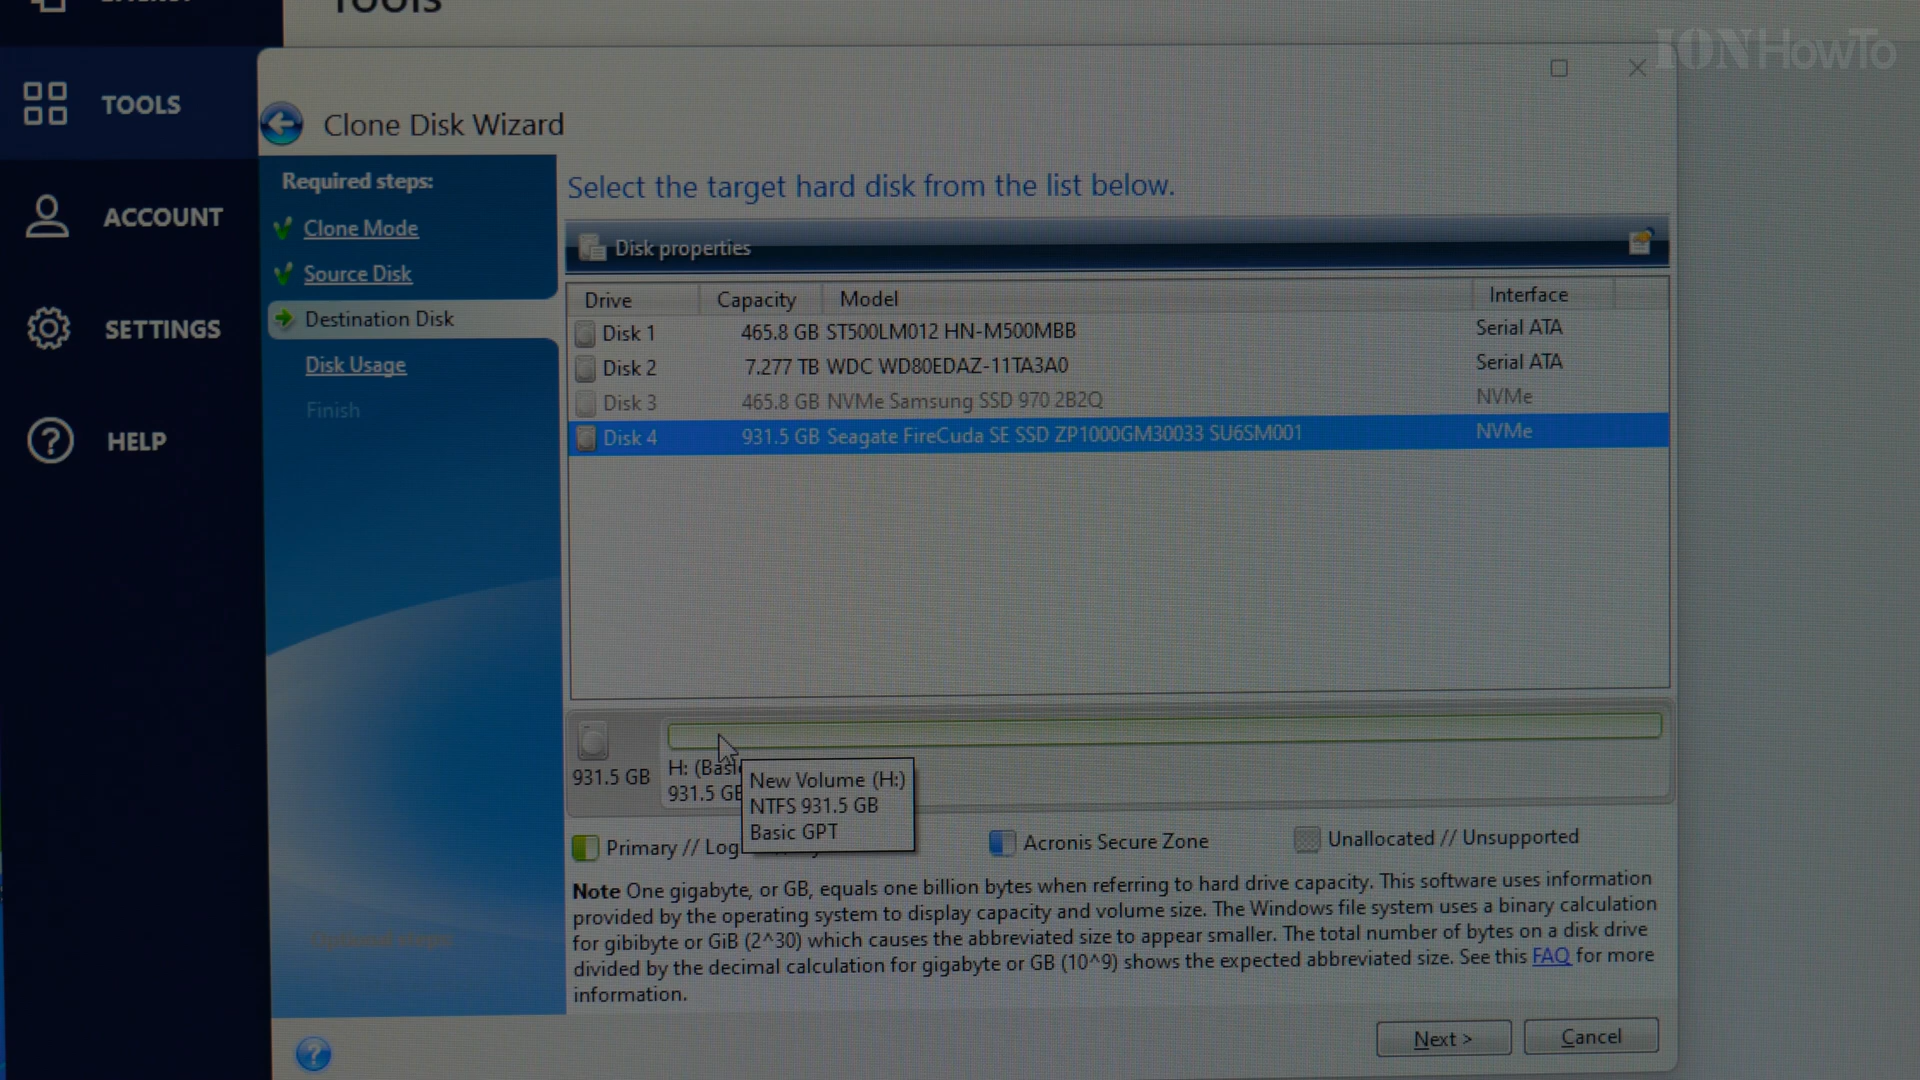 Tools
IONHowTo
TOOLS
ACCOUNT
SETTINGS
HELP
Clone Disk Wizard
Required steps:
Clone Mode
Source Disk
Destination Disk
Disk Usage
Finish
Optional steps:
Select the target hard disk from the list below.
Disk properties
Drive Capacity Model Interface
Disk 1 465.8 GB ST500LM012 HN-M500MBB Serial ATA
Disk 2 7.277 TB WDC WD80EDAZ-11TA3A0 Serial ATA
Disk 3 465.8 GB NVMe Samsung SSD 970 2B2Q NVMe
Disk 4 931.5 GB Seagate FireCuda SE SSD ZP1000GM30033 SU6SM001 NVMe
931.5 GB
H: (Basic
931.5 GB
New Volume (H:)
NTFS 931.5 GB
Basic GPT
Primary // Log
Acronis Secure Zone
Unallocated // Unsupported
Note One gigabyte, or GB, equals one billion bytes when referring to hard drive capacity. This software uses information
provided by the operating system to display capacity and volume size. The Windows file system uses a binary calculation
for gibibyte or GiB (2^30) which causes the abbreviated size to appear smaller. The total number of bytes on a disk drive
divided by the decimal calculation for gigabyte or GB (10^9) shows the expected abbreviated size. See this FAQ for more
information.
Next >
Cancel